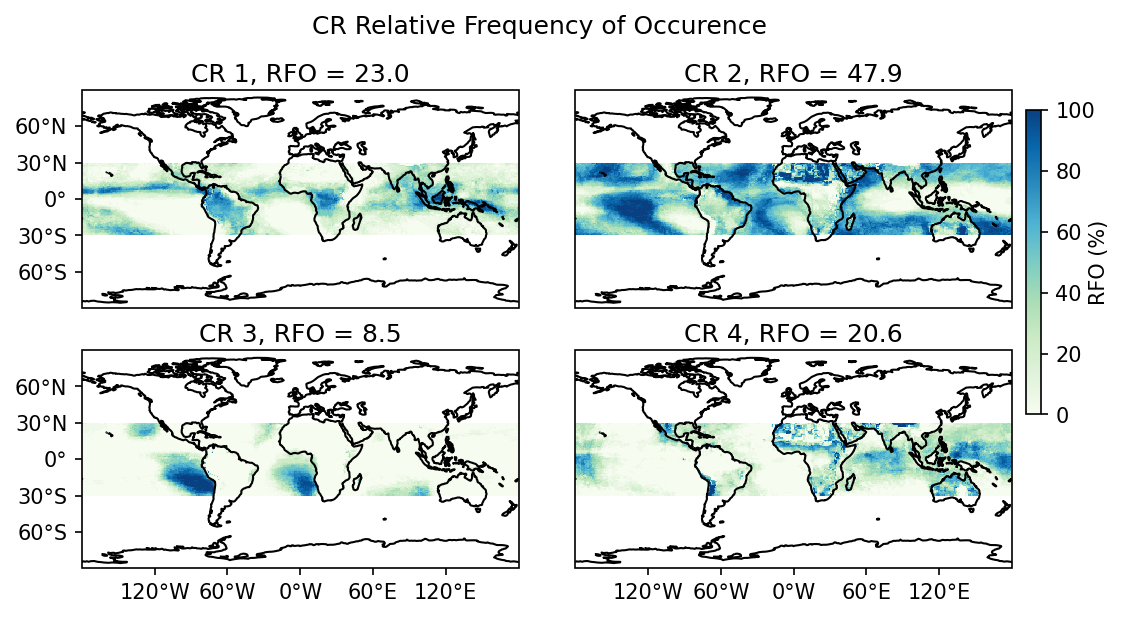 CR Relative Frequency of Occurence
CR 1, RFO = 23.0
CR 2, RFO = 47.9
60°N
30°N
0°
30°S
60°S
100
80
60
40
20
0
RFO (%)
CR 3, RFO = 8.5
CR 4, RFO = 20.6
60°N
30°N
0°
30°S
60°S
120°W 60°W 0°W 60°E 120°E
120°W 60°W 0°W 60°E 120°E